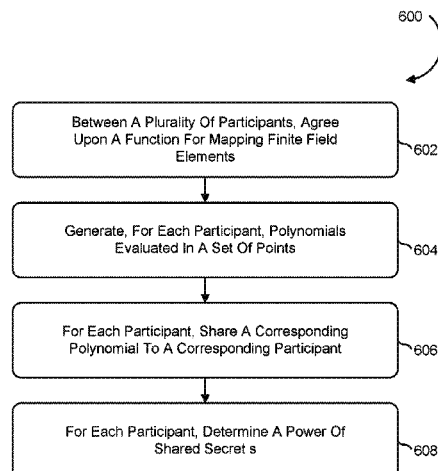 600
Between A Plurality Of Participants, Agree
Upon A Function For Mapping Finite Field
Elements
602
Generate, For Each Participant, Polynomials
Evaluated In A Set Of Points
604
For Each Participant, Share A Corresponding
Polynomial To A Corresponding Participant
606
For Each Participant, Determine A Power Of
Shared Secret s
608